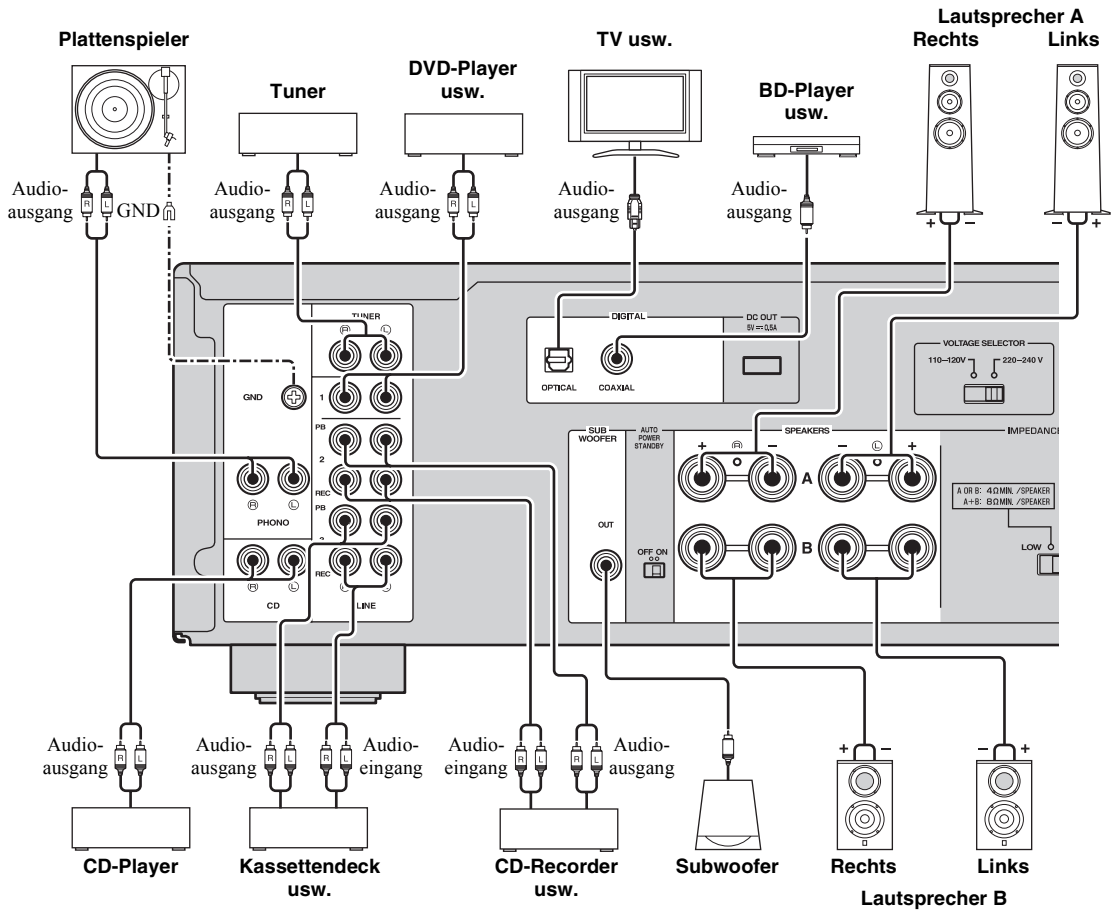 Lautsprecher A
Plattenspieler
TV usw.
Rechts
Links
DVD-Player
usw.
Tuner
BD-Player
usw.
Audio-
ausgang
R
L
GND
Audio-
ausgang
R
L
Audio-
ausgang
R
L
Audio-
ausgang
Audio-
ausgang
+
−
−
+
TUNER
R
L
DIGITAL
DC OUT
5V 0,5A
OPTICAL
COAXIAL
VOLTAGE SELECTOR
110–120V
220–240 V
GND
1
PB
2
REC
PB
REC
R
L
PHONO
R
L
CD
LINE
SUB
WOOFER
OUT
AUTO
POWER
STANDBY
OFF ON
SPEAKERS
+
R
−
−
L
+
A
B
IMPEDANCE
A OR B: 4Ω MIN. /SPEAKER
A+B: 8Ω MIN. /SPEAKER
LOW
Audio-
ausgang
R
L
Audio-
ausgang
R
L
R
L
Audio-
eingang
Audio-
eingang
R
L
R
L
Audio-
ausgang
+
−
−
+
CD-Player
Kassettendeck
usw.
CD-Recorder
usw.
Subwoofer
Rechts
Links
Lautsprecher B